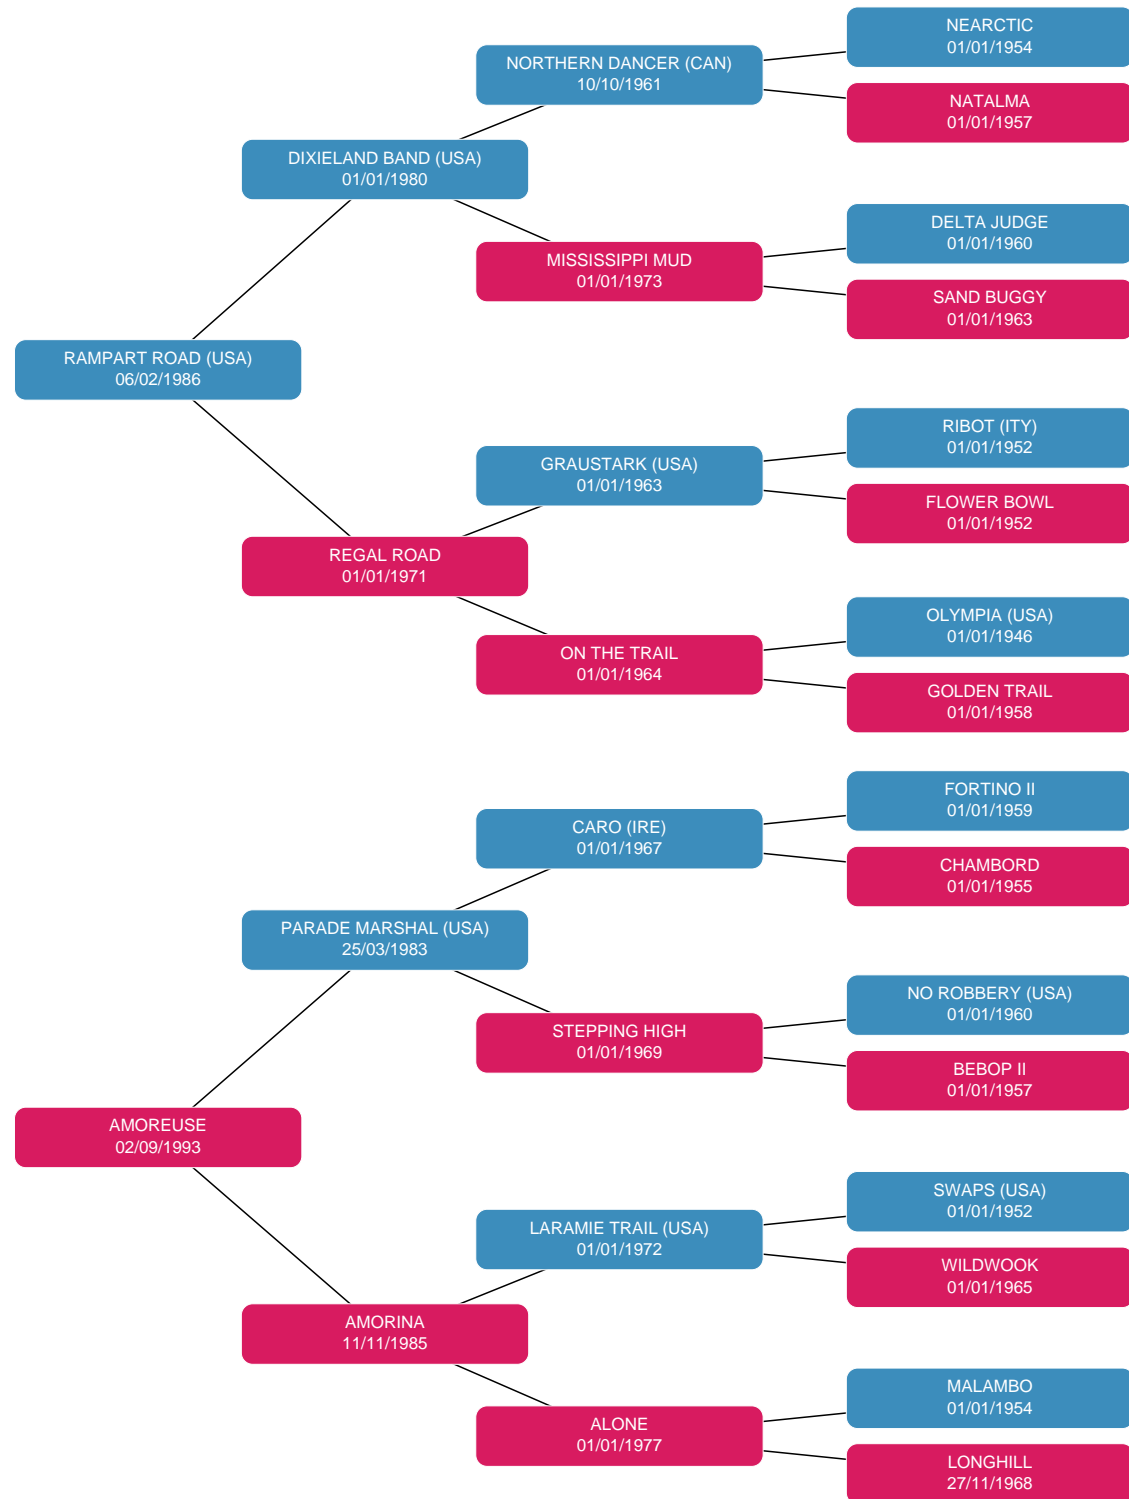 NEARCTIC
01/01/1954
NORTHERN DANCER (CAN)
10/10/1961
NATALMA
01/01/1957
DIXIELAND BAND (USA)
01/01/1980
DELTA JUDGE
01/01/1960
MISSISSIPPI MUD
01/01/1973
SAND BUGGY
01/01/1963
RAMPART ROAD (USA)
06/02/1986
RIBOT (ITY)
01/01/1952
GRAUSTARK (USA)
01/01/1963
FLOWER BOWL
01/01/1952
REGAL ROAD
01/01/1971
OLYMPIA (USA)
01/01/1946
ON THE TRAIL
01/01/1964
GOLDEN TRAIL
01/01/1958
FORTINO II
01/01/1959
CARO (IRE)
01/01/1967
CHAMBORD
01/01/1955
PARADE MARSHAL (USA)
25/03/1983
NO ROBBERY (USA)
01/01/1960
STEPPING HIGH
01/01/1969
BEBOP II
01/01/1957
AMOREUSE
02/09/1993
SWAPS (USA)
01/01/1952
LARAMIE TRAIL (USA)
01/01/1972
WILDWOOK
01/01/1965
AMORINA
11/11/1985
MALAMBO
01/01/1954
ALONE
01/01/1977
LONGHILL
27/11/1968